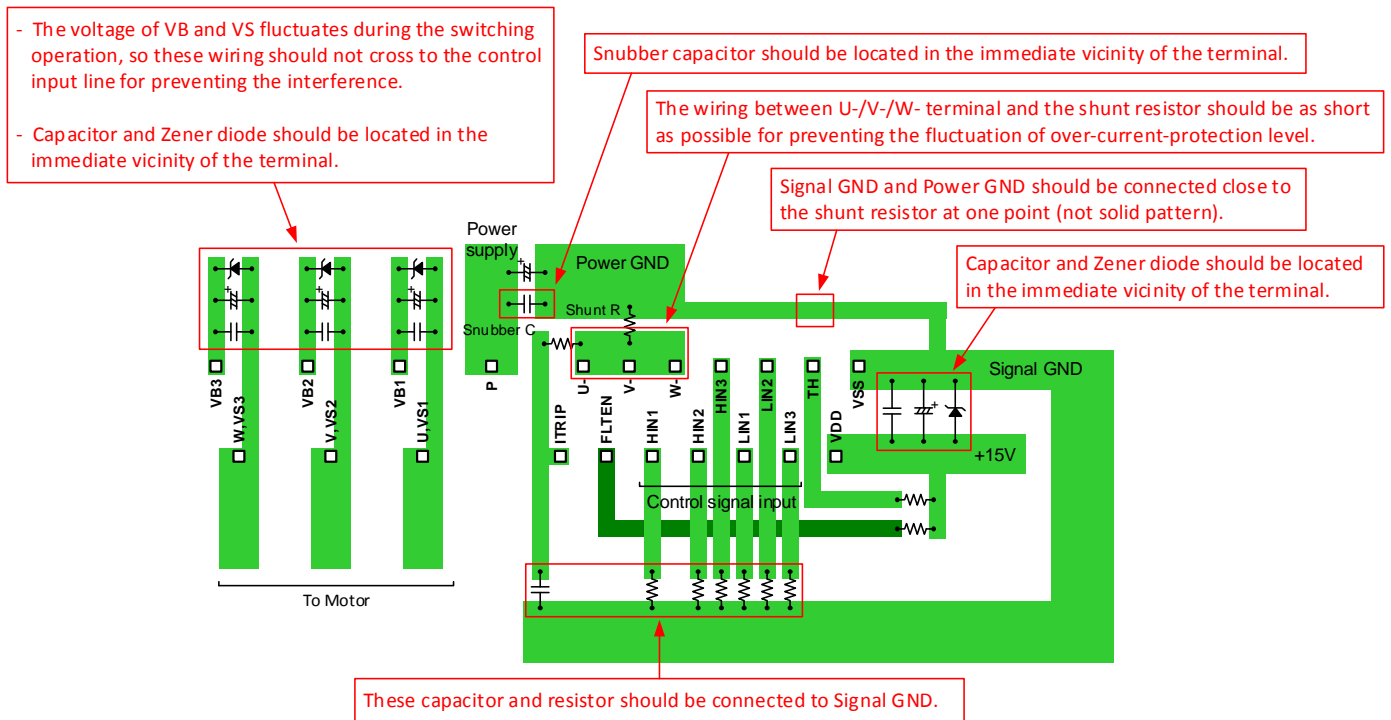 - The voltage of VB and VS fluctuates during the switching
operation, so these wiring should not cross to the control
input line for preventing the interference.
- Capacitor and Zener diode should be located in the
immediate vicinity of the terminal.
Snubber capacitor should be located in the immediate vicinity of the terminal.
The wiring between U-/V-/W- terminal and the shunt resistor should be as short
as possible for preventing the fluctuation of over-current-protection level.
Signal GND and Power GND should be connected close to
the shunt resistor at one point (not solid pattern).
Capacitor and Zener diode should be located
in the immediate vicinity of the terminal.
Power
supply
Power GND
+
+
+
+
Shunt R
Snubber C
Signal GND
+
+15V
VB3
W,VS3
VB2
V,VS2
VB1
U,VS1
P
ITRIP
U-
FLTEN
V-
HIN1
W-
HIN2
HIN3
LIN1
LIN2
LIN3
TH
VDD
VSS
Control signal input
To Motor
These capacitor and resistor should be connected to Signal GND.